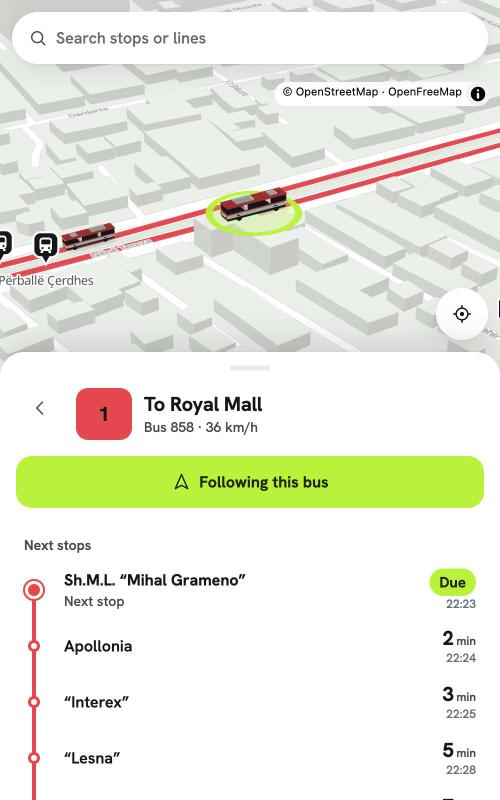 Search stops or lines
© OpenStreetMap · OpenFreeMap
Dardania
Përballë Çerdhes
1
To Royal Mall
Bus 858 · 36 km/h
Following this bus
Next stops
Sh.M.L. “Mihal Grameno”
Due
Next stop
22:23
Apollonia
2 min
22:24
“Interex”
3 min
22:25
“Lesna”
5 min
22:28